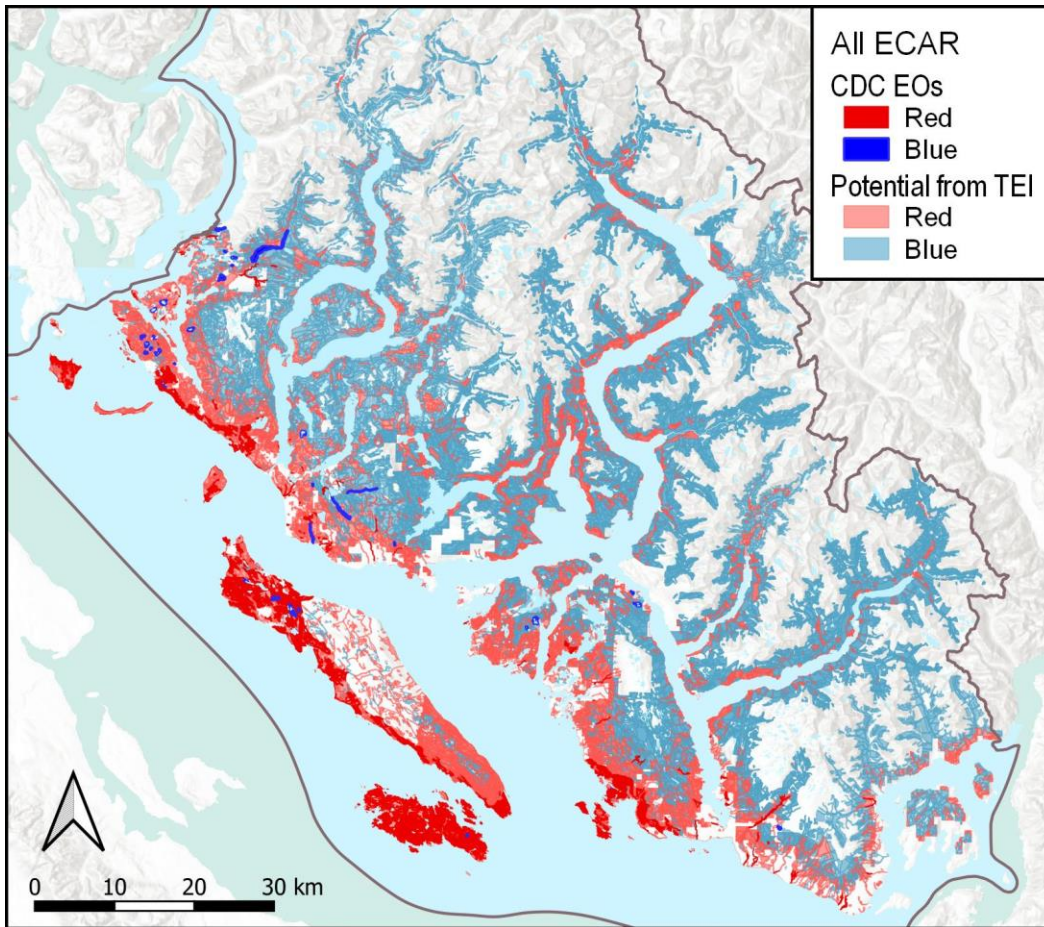 All ECAR
CDC EOs
Red
Blue
Potential from TEI
Red
Blue
0 10 20 30 km